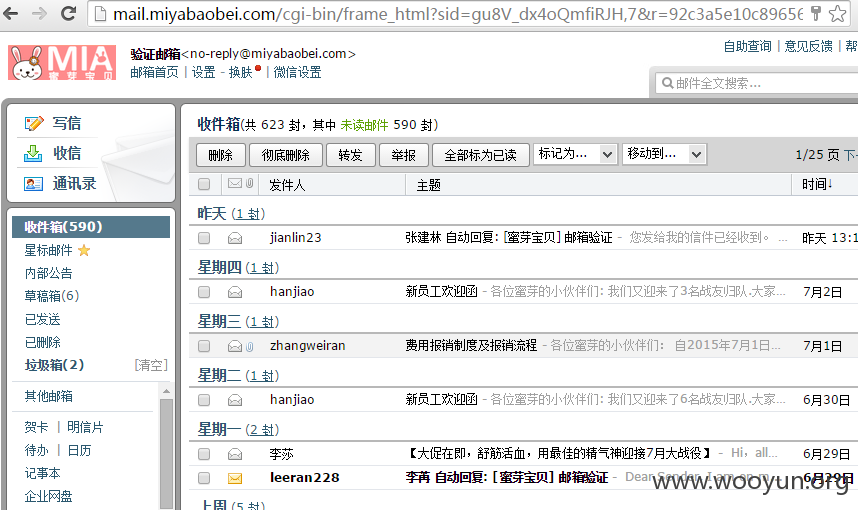 mail.miyabaobei.com/cgi-bin/frame_html?sid=gu8V_dx4oQmfiRJH,7&r=92c3a5e10c89656
MIA
蜜芽宝贝
验证邮箱<no-reply@miyabaobei.com>
邮箱首页 | 设置 - 换肤 | 微信设置
自助查询 | 意见反馈 | 帮
邮件全文搜索...
写信
收信
通讯录
收件箱(590)
星标邮件
内部公告
草稿箱(6)
已发送
已删除
垃圾箱(2) [清空]
其他邮箱
贺卡 | 明信片
待办 | 日历
记事本
企业网盘
收件箱(共 623 封，其中 未读邮件 590 封)
删除 彻底删除 转发 举报 全部标为已读 标记为... 移动到... 1/25 页 下一
发件人 主题 时间↓
昨天 (1 封)
jianlin23 张建林 自动回复: [蜜芽宝贝] 邮箱验证 - 您发给我的信件已经收到。 ... 昨天 13:1
星期四 (1 封)
hanjiao 新员工欢迎函 - 各位蜜芽的小伙伴们: 我们又迎来了3名战友归队.大家... 7月2日
星期三 (1 封)
zhangweiran 费用报销制度及报销流程 - 各位蜜芽的小伙伴们: 自2015年7月1日... 7月1日
星期二 (1 封)
hanjiao 新员工欢迎函 - 各位蜜芽的小伙伴们: 我们又迎来了6名战友归队.大家... 6月30日
星期一 (2 封)
李莎 【大促在即，舒筋活血，用最佳的精气神迎接7月大战役】 - Hi, all... 6月29日
leeran228 李苒 自动回复: [蜜芽宝贝] 邮箱验证 - Dear Sender, I am on m... 6月29日
上周 (5 封)
www.wooyun.org